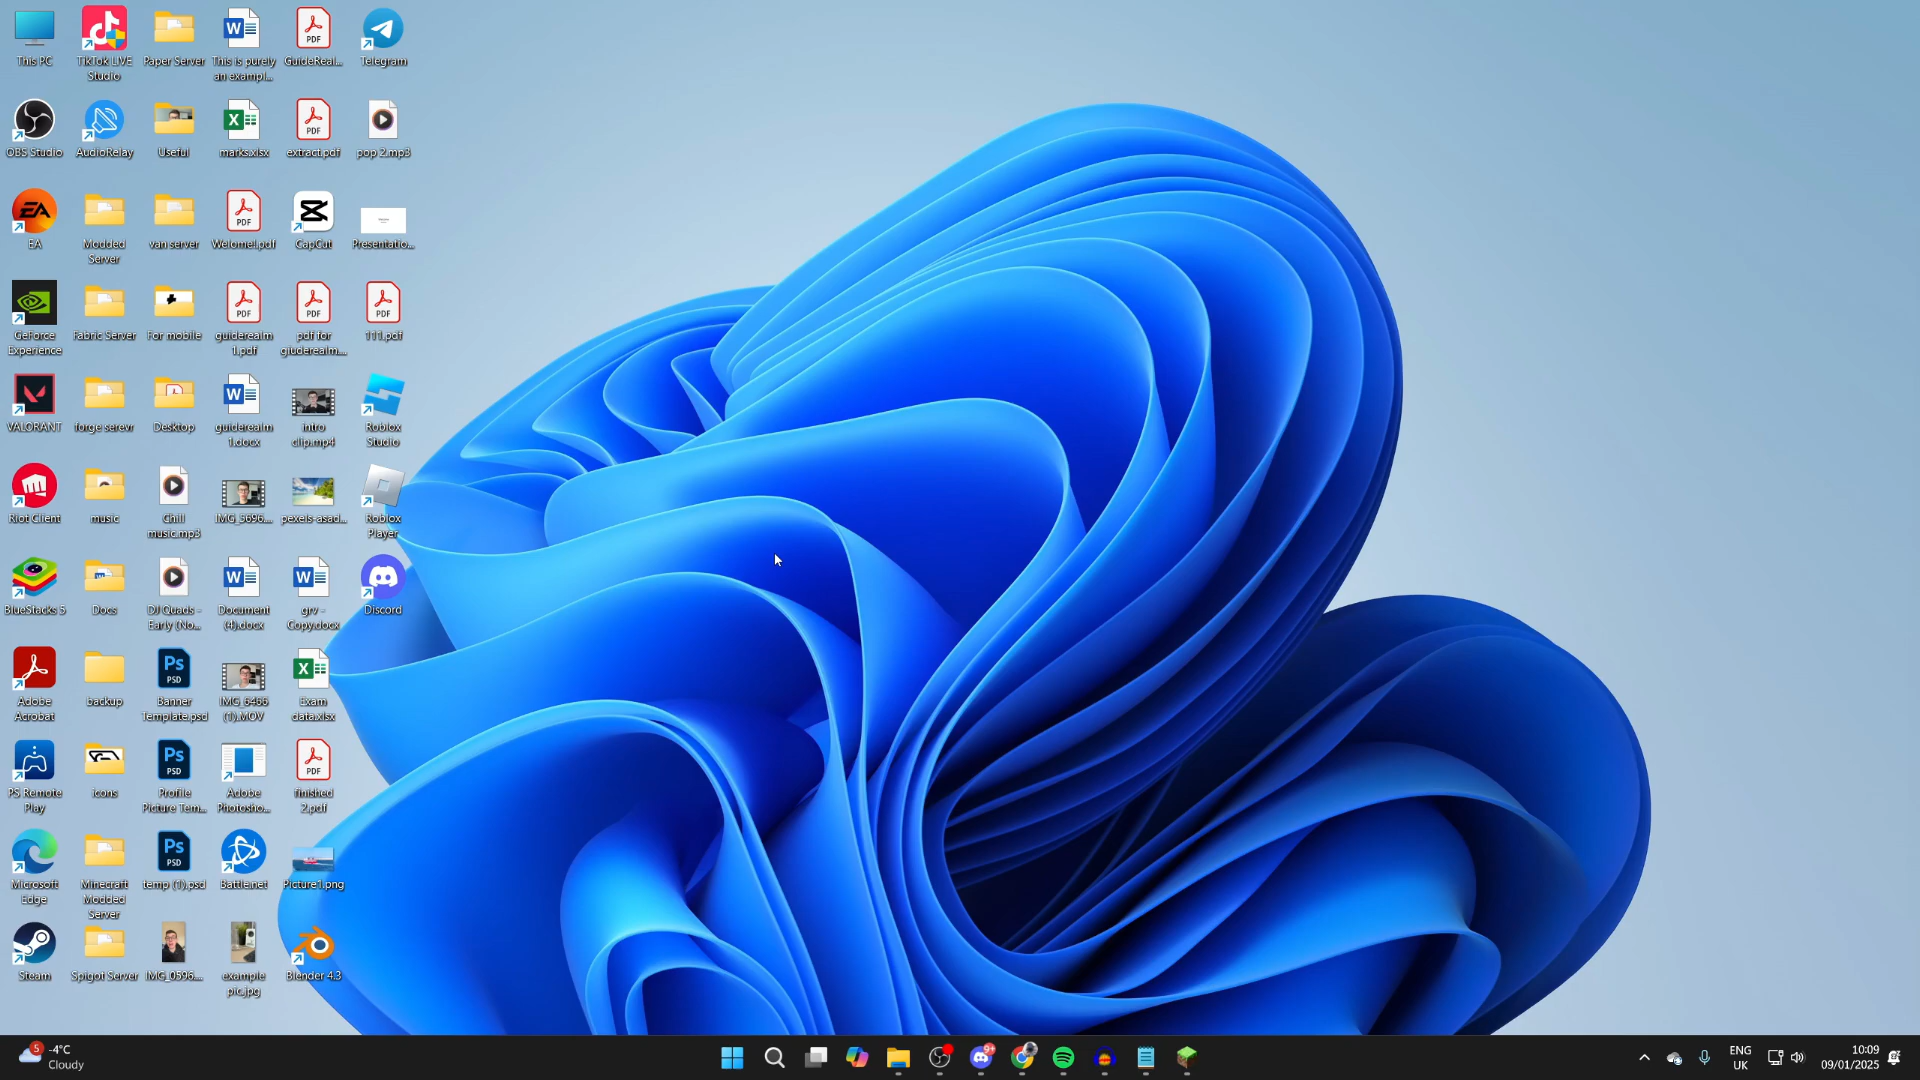 This PC
TikTok LIVE
Studio
Paper Server
This is purely
an exampl...
GuideReal...
Telegram
OBS Studio
AudioRelay
Useful
marks.xlsx
extract.pdf
pop 2.mp3
EA
Modded
Server
van server
Welome!.pdf
CapCut
Presentatio...
GeForce
Experience
Fabric Server
For mobile
guiderealm
1.pdf
pdf for
giuderealm....
111.pdf
VALORANT
forge serevr
Desktop
guiderealm
1.docx
intro
clip.mp4
Roblox
Studio
Riot Client
music
Chill
music.mp3
IMG_5696....
pexels-asad...
Roblox
Player
BlueStacks 5
Docs
DJ Quads -
Early (No...
Document
(4).docx
grv -
Copy.docx
Discord
Adobe
Acrobat
backup
Banner
Template.psd
IMG_6466
(1).MOV
Exam
data.xlsx
PS Remote
Play
icons
Profile
Picture Tem...
Adobe
Photosho...
finished
2.pdf
Microsoft
Edge
Minecraft
Modded
Server
temp (1).psd
Battle.net
Picture1.png
Steam
Spigot Server
IMG_0596....
example
pic.jpg
Blender 4.3
5
-4°C
Cloudy
9+
ENG
UK
10:09
09/01/2025